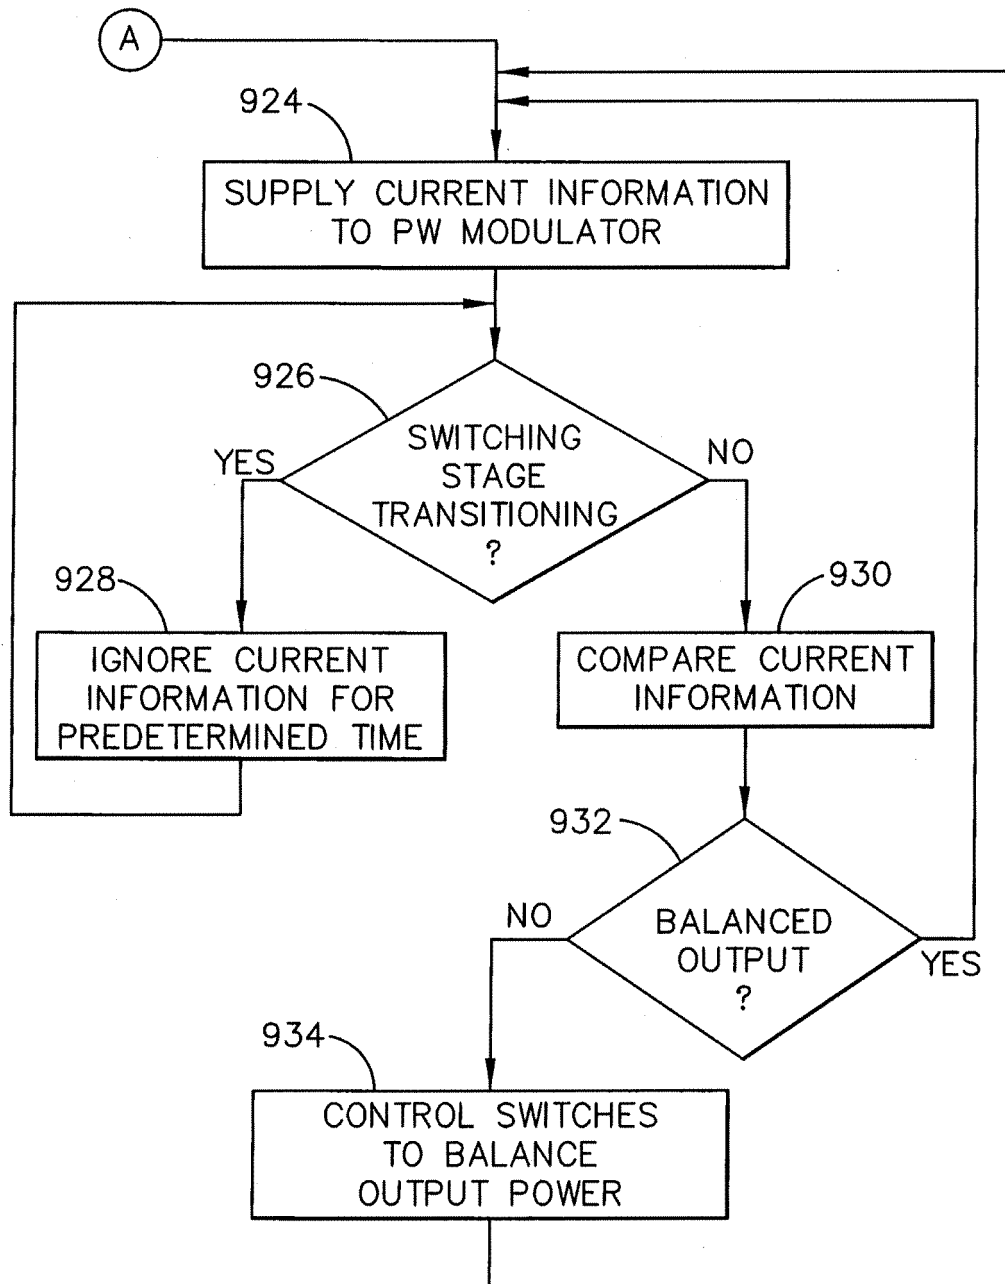 A
924
SUPPLY CURRENT INFORMATION
TO PW MODULATOR
926
SWITCHING
STAGE
TRANSITIONING
?
YES
NO
928
IGNORE CURRENT
INFORMATION FOR
PREDETERMINED TIME
930
COMPARE CURRENT
INFORMATION
932
BALANCED
OUTPUT
?
NO
YES
934
CONTROL SWITCHES
TO BALANCE
OUTPUT POWER